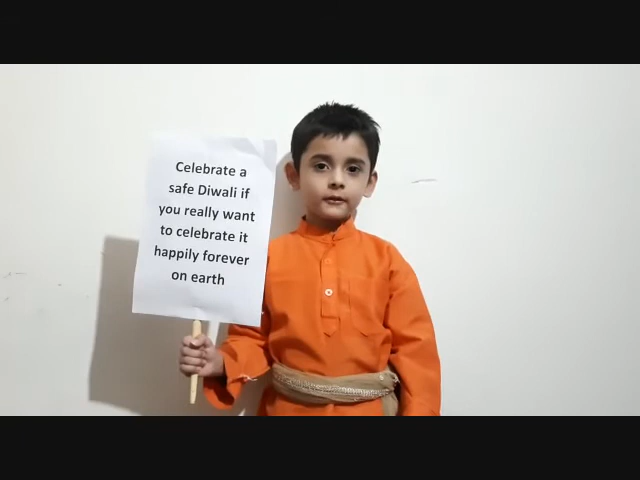 Celebrate a
safe Diwali if
you really want
to celebrate it
happily forever
on earth